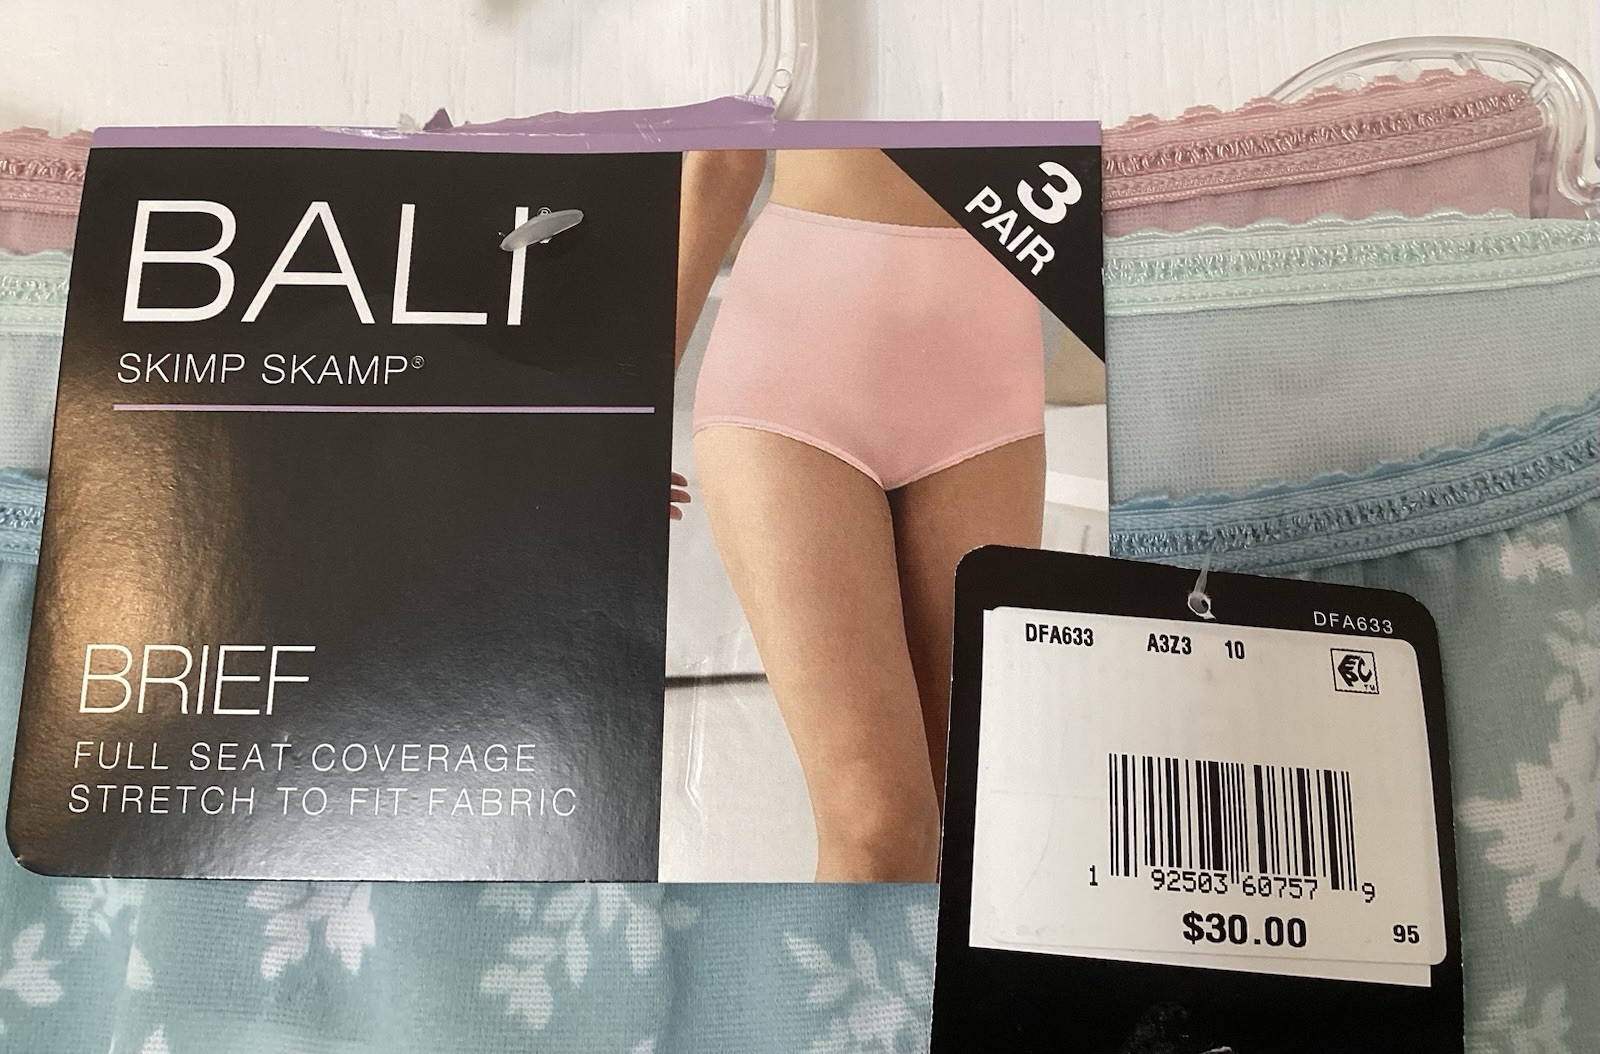 BALI®
SKIMP SKAMP®
BRIEF
FULL SEAT COVERAGE
STRETCH TO FIT FABRIC
3
PAIR
DFA633
DFA633 A3Z3 10
TM
1 92503 60757 9
$30.00 95